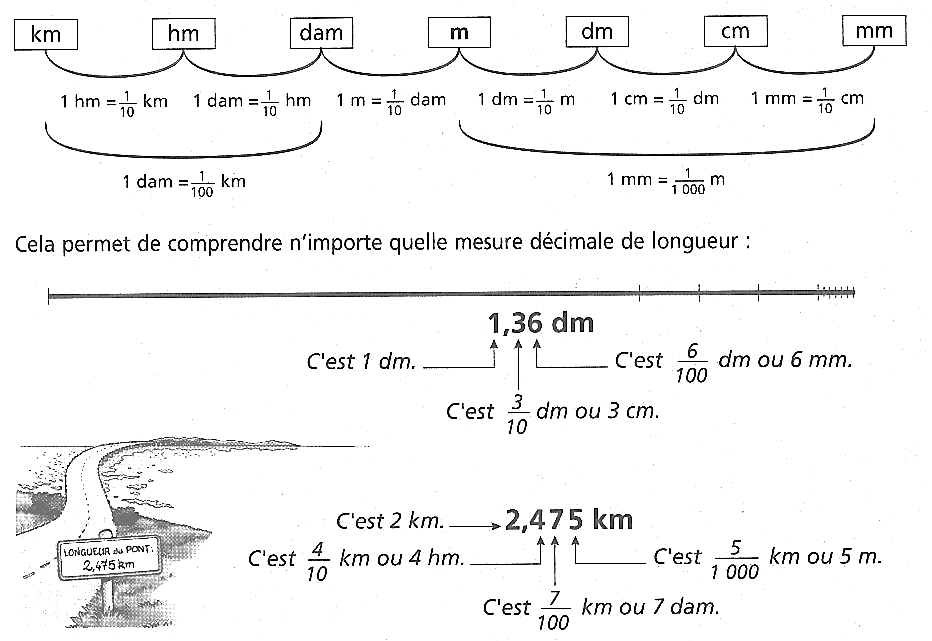 km hm dam m dm cm mm
1 hm = 1/10 km 1 dam = 1/10 hm 1 m = 1/10 dam 1 dm = 1/10 m 1 cm = 1/10 dm 1 mm = 1/10 cm
1 dam = 1/100 km 1 mm = 1/1 000 m
Cela permet de comprendre n'importe quelle mesure décimale de longueur :
1,36 dm
C'est 1 dm. C'est 6/100 dm ou 6 mm.
C'est 3/10 dm ou 3 cm.
C'est 2 km. 2,475 km
LONGUEUR du PONT :
2,475 km
C'est 4/10 km ou 4 hm. C'est 5/1 000 km ou 5 m.
C'est 7/100 km ou 7 dam.